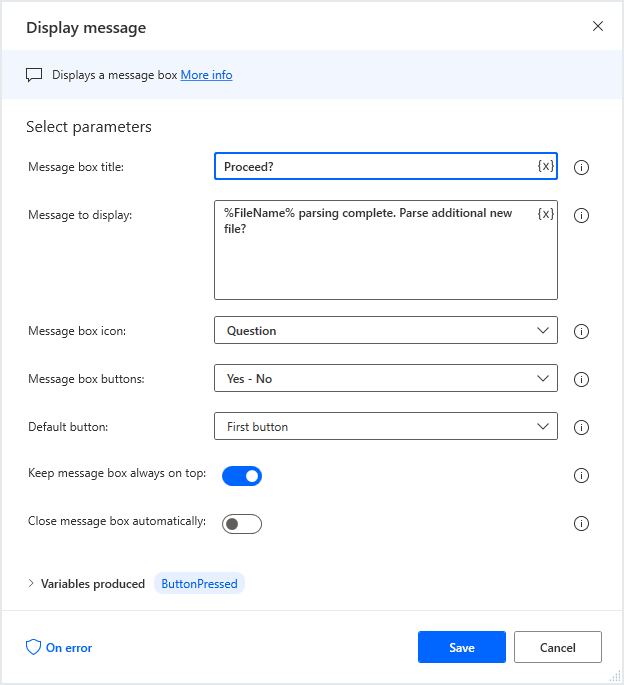 Display message
Displays a message box More info
Select parameters
Message box title:
Proceed?
{x}
Message to display:
%FileName% parsing complete. Parse additional new
file?
{x}
Message box icon:
Question
Message box buttons:
Yes - No
Default button:
First button
Keep message box always on top:
Close message box automatically:
Variables produced
ButtonPressed
On error
Save
Cancel